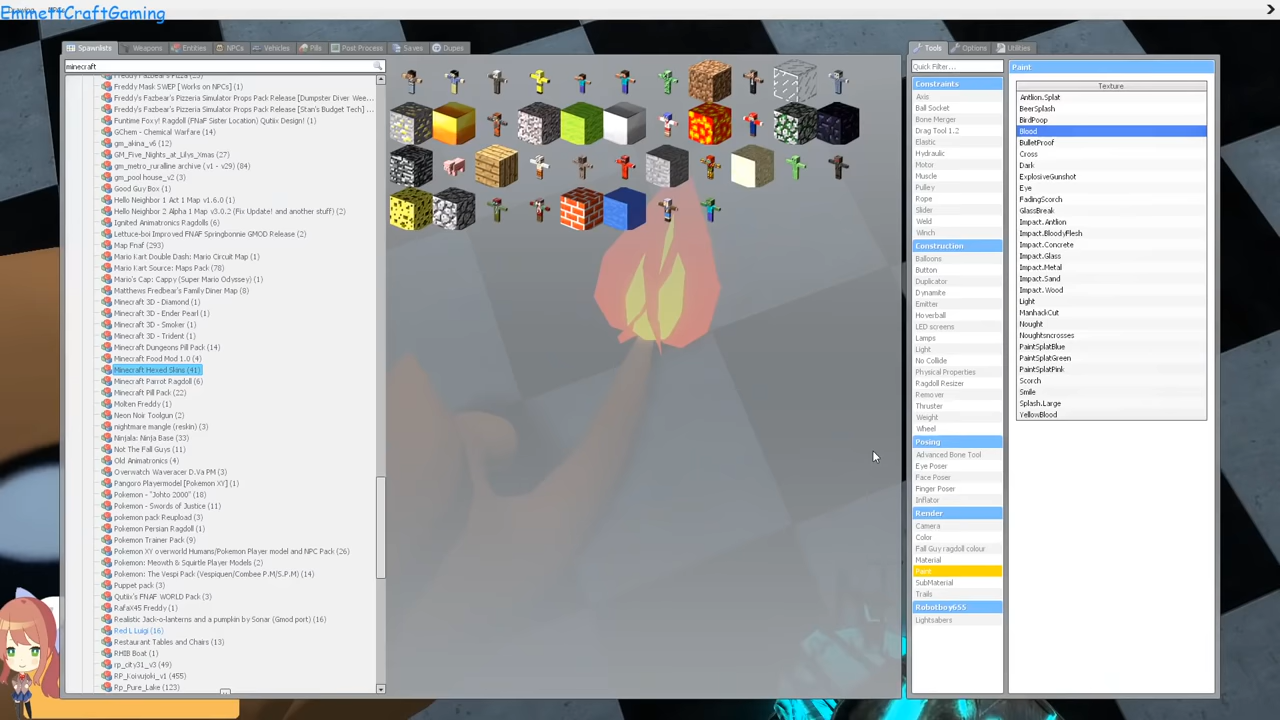 EmmettCraftGaming
Spawnlists
Weapons
Entities
NPCs
Vehicles
Pills
Post Process
Saves
Dupes
minecraft
Freddy Mask SWEP [Works on NPCs] (1)
Freddy Fazbear's Pizzeria Simulator Props Pack Release [Dumpster Diver Wee...
Freddy Fazbear's Pizzeria Simulator Props Pack Release [Stan's Budget Tech] ...
Funtime Foxy! Ragdoll (FNAF Sister Location) Qutiix Design! (1)
GChem - Chemical Warfare (14)
gm_akina_v6 (12)
GM_Five_Nights_at_Lilys_Xmas (27)
gm_metro_ruralline archive (v1 - v29) (84)
gm_pool_house_v2 (3)
Good Guy Box (1)
Hello Neighbor 1 Act 1 Map v1.6.0 (1)
Hello Neighbor 2 Alpha 1 Map v3.0.2 (Fix Update! and another stuff) (2)
Ignited Animatronics Ragdolls (6)
Lettuce-boi Improved FNAF Springbonnie GMOD Release (2)
Map Fnaf (293)
Mario Kart Double Dash: Mario Circuit Map (1)
Mario Kart Source: Maps Pack (78)
Mario's Cap: Cappy (Super Mario Odyssey) (1)
Matthews Fredbear's Family Diner Map (8)
Minecraft 3D - Diamond (1)
Minecraft 3D - Ender Pearl (1)
Minecraft 3D - Smoker (1)
Minecraft 3D - Trident (1)
Minecraft Dungeons Pill Pack (14)
Minecraft Food Mod 1.0 (4)
Minecraft Hexed Skins (41)
Minecraft Parrot Ragdoll (6)
Minecraft Pill Pack (22)
Molten Freddy (1)
Neon Noir Toolgun (2)
nightmare mangle (reskin) (3)
Ninjala: Ninja Base (33)
Not The Fall Guys (11)
Old Animatronics (4)
Overwatch Waveracer D.Va PM (3)
Pangoro Playermodel [Pokemon XY] (1)
Pokemon - "Johto 2000" (18)
Pokemon - Swords of Justice (11)
pokemon pack Reupload (3)
Pokemon Persian Ragdoll (1)
Pokemon Trainer Pack (9)
Pokemon XY overworld Humans/Pokemon Player model and NPC Pack (26)
Pokemon: Meowth & Squirtle Player Models (2)
Pokemon: The Vespi Pack (Vespiquen/Combee P.M/S.P.M) (14)
Puppet pack (3)
Qutiix's FNAF WORLD Pack (3)
RafaX45 Freddy (1)
Realistic Jack-o-lanterns and a pumpkin by Sonar (Gmod port) (16)
Red L Luigi (16)
Restaurant Tables and Chairs (13)
RHIB Boat (1)
rp_city31_v3 (49)
RP_Koivujoki_v1 (455)
Rp_Pure_Lake (123)
Tools
Options
Utilities
Quick Filter...
Constraints
Axis
Ball Socket
Bone Merger
Drag Tool 1.2
Elastic
Hydraulic
Motor
Muscle
Pulley
Rope
Slider
Weld
Winch
Construction
Balloons
Button
Duplicator
Dynamite
Emitter
Hoverball
LED screens
Lamps
Light
No Collide
Physical Properties
Ragdoll Resizer
Remover
Thruster
Weight
Wheel
Posing
Advanced Bone Tool
Eye Poser
Face Poser
Finger Poser
Inflator
Render
Camera
Color
Fall Guy ragdoll colour
Material
Paint
SubMaterial
Trails
Robotboy655
Lightsabers
Paint
Texture
Antlion.Splat
BeerSplash
BirdPoop
Blood
BulletProof
Cross
Dark
ExplosiveGunshot
Eye
FadingScorch
GlassBreak
Impact.Antlion
Impact.BloodyFlesh
Impact.Concrete
Impact.Glass
Impact.Metal
Impact.Sand
Impact.Wood
Light
ManhackCut
Nought
Noughtsncrosses
PaintSplatBlue
PaintSplatGreen
PaintSplatPink
Scorch
Smile
Splash.Large
YellowBlood